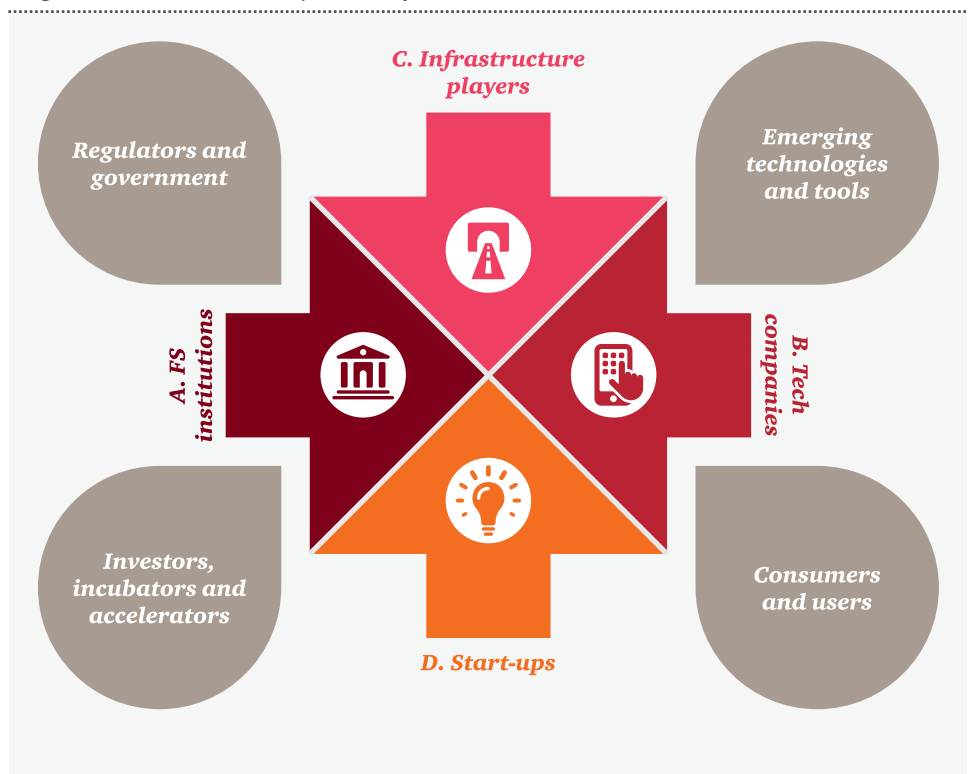 C. Infrastructure
players
Regulators and
government
Emerging
technologies
and tools
A. FS
institutions
B. Tech
companies
Investors,
incubators and
accelerators
Consumers
and users
D. Start-ups